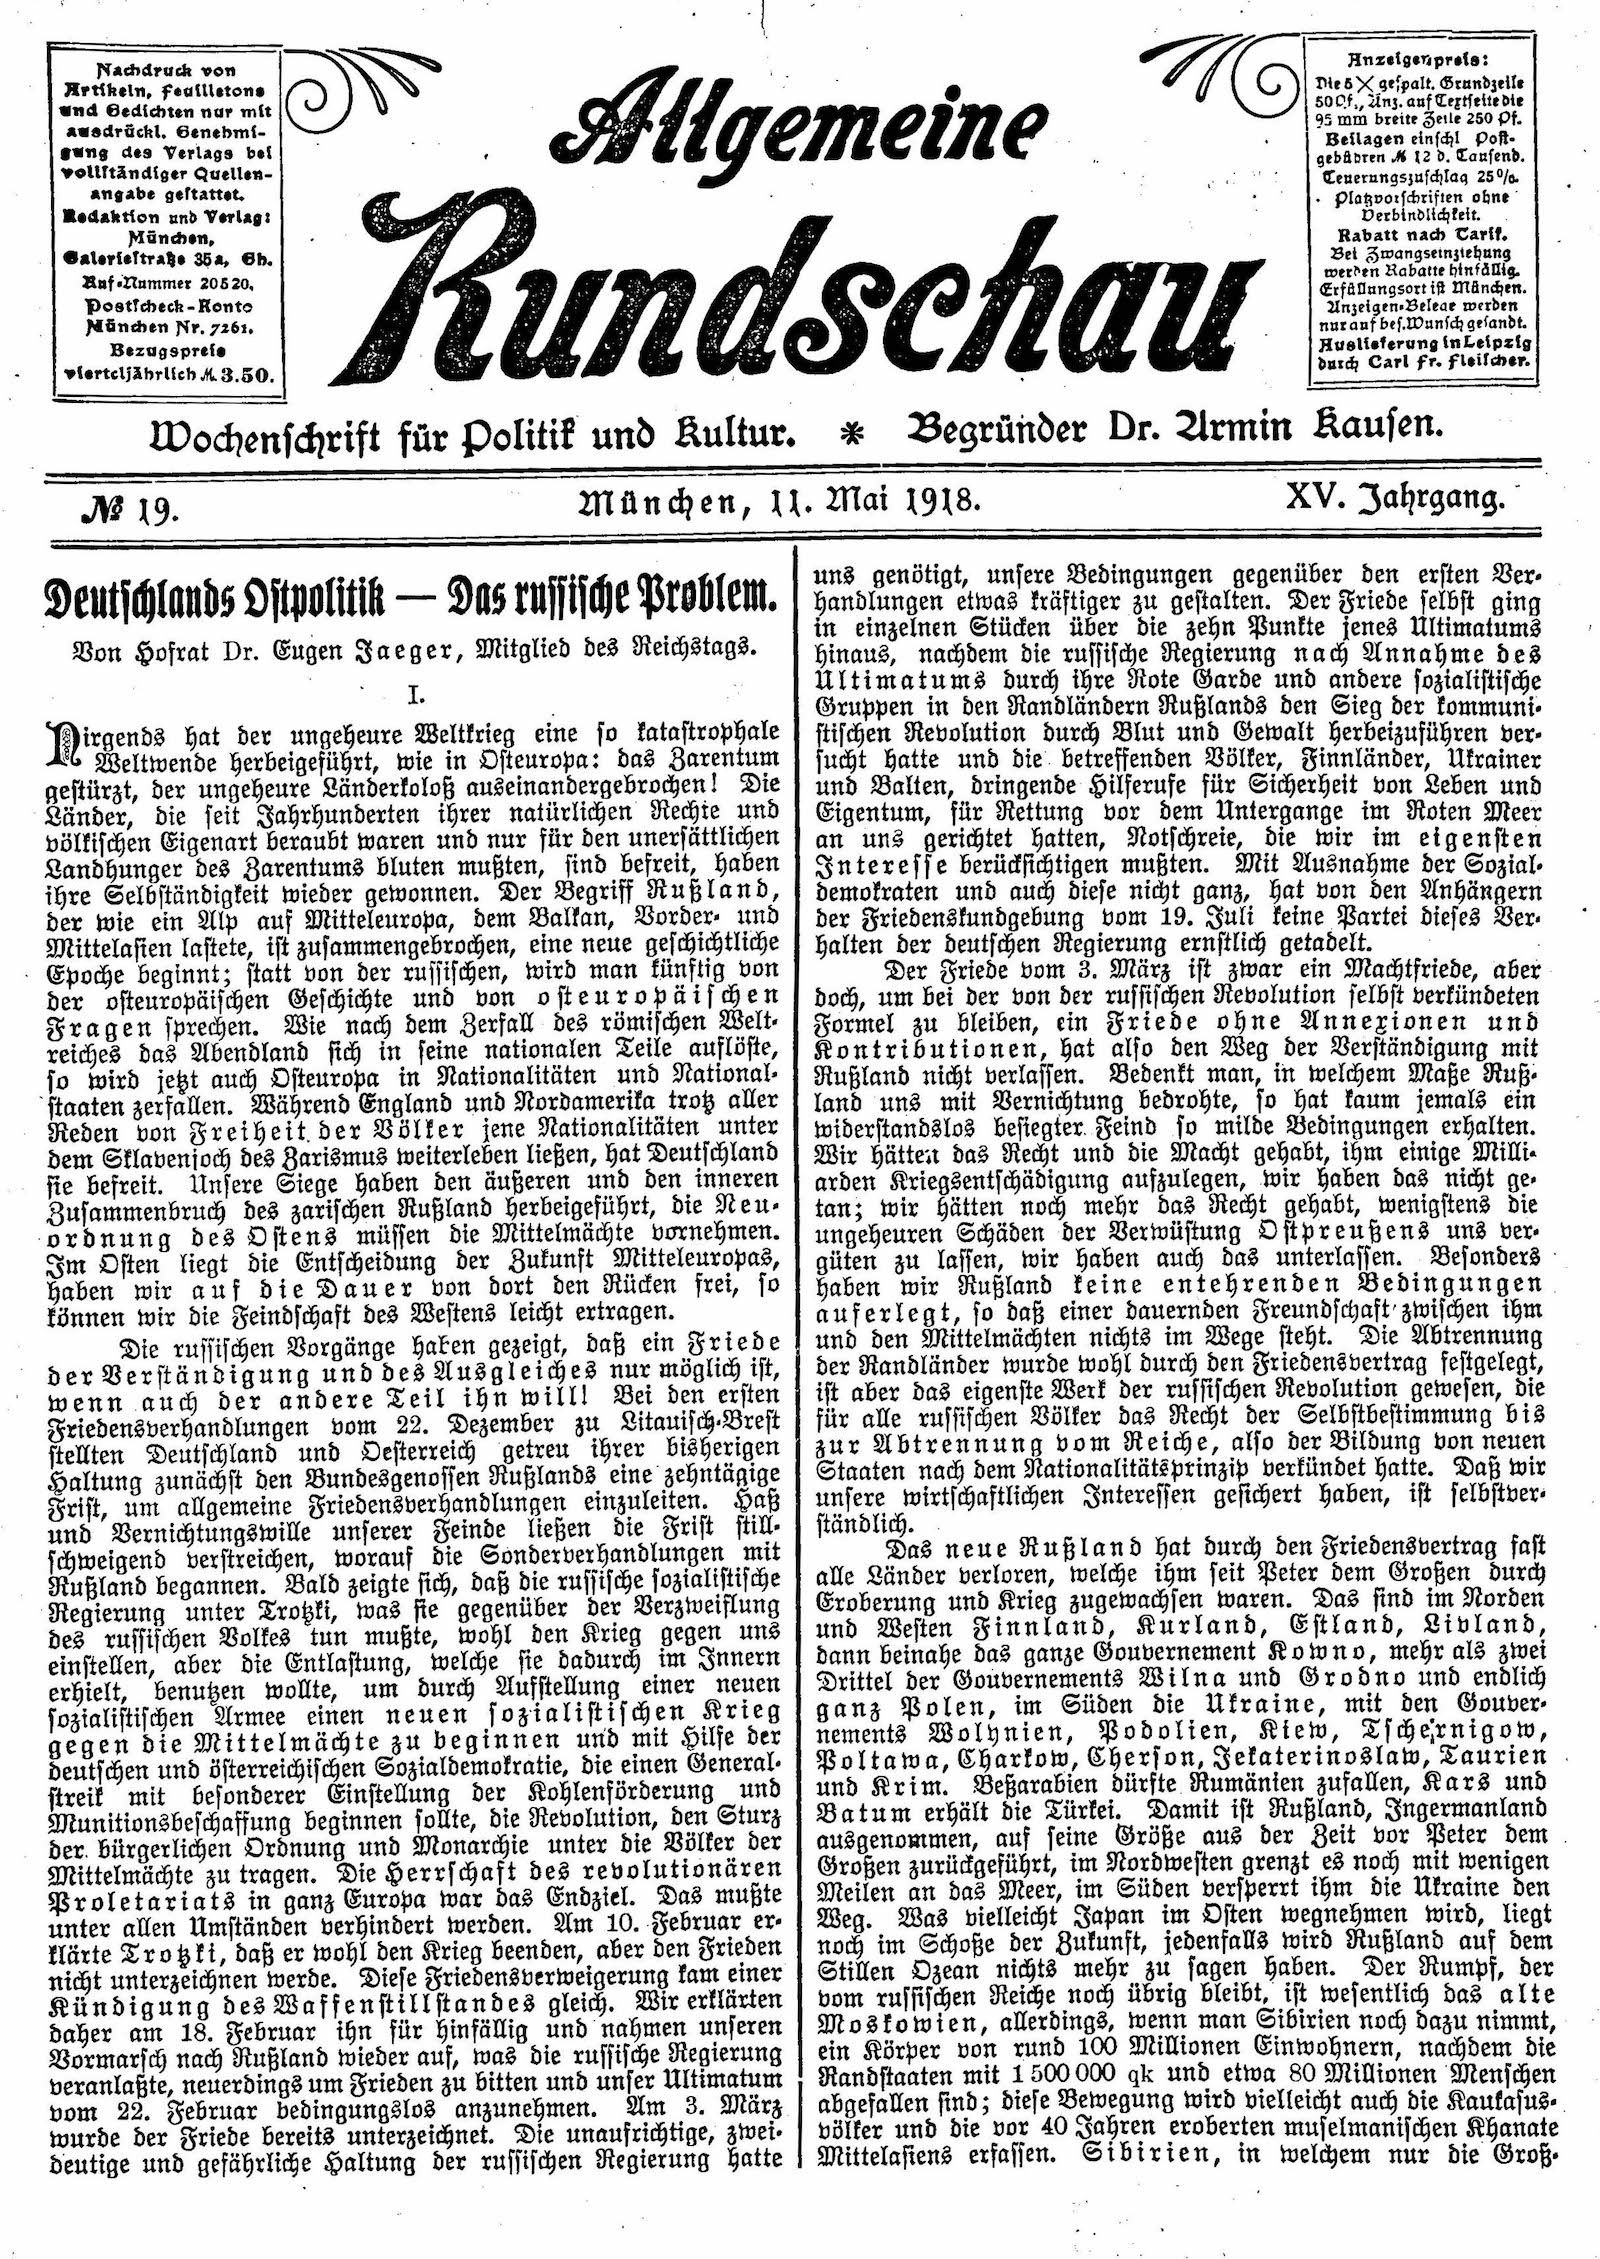 Nachdruck von
Artikeln, Feuilletons
und Gedichten nur mit
ausdrückl. Genehmi-
gung des Verlags bei
vollständiger Quellen-
angabe gestattet.
Redaktion und Verlag:
München,
Galeriestraße 35a, Gh.
Ruf-Nummer 20520.
Postscheck-Konto
München Nr. 7261.
Bezugspreis
vierteljährlich M 3.50.
Allgemeine
Rundschau
Anzeigenpreis:
Die 5 X gespalt. Grundzeile
50 Pf., Anz. auf Textseite die
95 mm breite Zeile 250 Pf.
Beilagen einschl. Post-
gebühren M 12 d. Tausend.
Teuerungszuschlag 25%.
Platzvorschriften ohne
Verbindlichkeit.
Rabatt nach Tarif.
Bei Zwangseinziehung
werden Rabatte hinfällig.
Erfüllungsort ist München.
Anzeigen-Belege werden
nur auf bes. Wunsch gesandt.
Auslieferung in Leipzig
durch Carl Fr. Fleischer.
Wochenschrift für Politik und Kultur. * Begründer Dr. Armin Kausen.
№ 19. München, 11. Mai 1918. XV. Jahrgang.
Deutschlands Ostpolitik — Das russische Problem.
Von Hofrat Dr. Eugen Jaeger, Mitglied des Reichstags.
I.
Nirgends hat der ungeheure Weltkrieg eine so katastrophale
Weltwende herbeigeführt, wie in Osteuropa: das Zarentum
gestürzt, der ungeheure Länderkoloß auseinandergebrochen! Die
Länder, die seit Jahrhunderten ihrer natürlichen Rechte und
völkischen Eigenart beraubt waren und nur für den unersättlichen
Landhunger des Zarentums bluten mußten, sind befreit, haben
ihre Selbständigkeit wieder gewonnen. Der Begriff Rußland,
der wie ein Alp auf Mitteleuropa, dem Balkan, Vorder- und
Mittelasien lastete, ist zusammengebrochen, eine neue geschichtliche
Epoche beginnt; statt von der russischen, wird man künftig von
der osteuropäischen Geschichte und von osteuropäischen
Fragen sprechen. Wie nach dem Zerfall des römischen Welt-
reiches das Abendland sich in seine nationalen Teile auflöste,
so wird jetzt auch Osteuropa in Nationalitäten und National-
staaten zerfallen. Während England und Nordamerika trotz aller
Reden von Freiheit der Völker jene Nationalitäten unter
dem Sklavenjoch des Zarismus weiterleben ließen, hat Deutschland
sie befreit. Unsere Siege haben den äußeren und den inneren
Zusammenbruch des zarischen Rußland herbeigeführt, die Neu-
ordnung des Ostens müssen die Mittelmächte vornehmen.
Im Osten liegt die Entscheidung der Zukunft Mitteleuropas,
haben wir auf die Dauer von dort den Rücken frei, so
können wir die Feindschaft des Westens leicht ertragen.
Die russischen Vorgänge haben gezeigt, daß ein Friede
der Verständigung und des Ausgleiches nur möglich ist,
wenn auch der andere Teil ihn will! Bei den ersten
Friedensverhandlungen vom 22. Dezember zu Litauisch-Brest
stellten Deutschland und Oesterreich getreu ihrer bisherigen
Haltung zunächst den Bundesgenossen Rußlands eine zehntägige
Frist, um allgemeine Friedensverhandlungen einzuleiten. Haß
und Vernichtungswille unserer Feinde ließen die Frist still-
schweigend verstreichen, worauf die Sonderverhandlungen mit
Rußland begannen. Bald zeigte sich, daß die russische sozialistische
Regierung unter Trotzki, was sie gegenüber der Verzweiflung
des russischen Volkes tun mußte, wohl den Krieg gegen uns
einstellen, aber die Entlastung, welche sie dadurch im Innern
erhielt, benutzen wollte, um durch Aufstellung einer neuen
sozialistischen Armee einen neuen sozialistischen Krieg
gegen die Mittelmächte zu beginnen und mit Hilfe der
deutschen und österreichischen Sozialdemokratie, die einen General-
streik mit besonderer Einstellung der Kohlenförderung und
Munitionsbeschaffung beginnen sollte, die Revolution, den Sturz
der bürgerlichen Ordnung und Monarchie unter die Völker der
Mittelmächte zu tragen. Die Herrschaft des revolutionären
Proletariats in ganz Europa war das Endziel. Das mußte
unter allen Umständen verhindert werden. Am 10. Februar er-
klärte Trotzki, daß er wohl den Krieg beenden, aber den Frieden
nicht unterzeichnen werde. Diese Friedensverweigerung kam einer
Kündigung des Waffenstillstandes gleich. Wir erklärten
daher am 18. Februar ihn für hinfällig und nahmen unseren
Vormarsch nach Rußland wieder auf, was die russische Regierung
veranlaßte, neuerdings um Frieden zu bitten und unser Ultimatum
vom 22. Februar bedingungslos anzunehmen. Am 3. März
wurde der Friede bereits unterzeichnet. Die unaufrichtige, zwei-
deutige und gefährliche Haltung der russischen Regierung hatte
uns genötigt, unsere Bedingungen gegenüber den ersten Ver-
handlungen etwas kräftiger zu gestalten. Der Friede selbst ging
in einzelnen Stücken über die zehn Punkte jenes Ultimatums
hinaus, nachdem die russische Regierung nach Annahme des
Ultimatums durch ihre Rote Garde und andere sozialistische
Gruppen in den Randländern Rußlands den Sieg der kommuni-
stischen Revolution durch Blut und Gewalt herbeizuführen ver-
sucht hatte und die betreffenden Völker, Finnländer, Ukrainer
und Balten, dringende Hilferufe für Sicherheit von Leben und
Eigentum, für Rettung vor dem Untergange im Roten Meer
an uns gerichtet hatten, Notschreie, die wir im eigensten
Interesse berücksichtigen mußten. Mit Ausnahme der Sozial-
demokraten und auch diese nicht ganz, hat von den Anhängern
der Friedenskundgebung vom 19. Juli keine Partei dieses Ver-
halten der deutschen Regierung ernstlich getadelt.
Der Friede vom 3. März ist zwar ein Machtfriede, aber
doch, um bei der von der russischen Revolution selbst verkündeten
Formel zu bleiben, ein Friede ohne Annexionen und
Kontributionen, hat also den Weg der Verständigung mit
Rußland nicht verlassen. Bedenkt man, in welchem Maße Ruß-
land uns mit Vernichtung bedrohte, so hat kaum jemals ein
widerstandslos besiegter Feind so milde Bedingungen erhalten.
Wir hätten das Recht und die Macht gehabt, ihm einige Milli-
arden Kriegsentschädigung aufzulegen, wir haben das nicht ge-
tan; wir hätten noch mehr das Recht gehabt, wenigstens die
ungeheuren Schäden der Verwüstung Ostpreußens uns ver-
güten zu lassen, wir haben auch das unterlassen. Besonders
haben wir Rußland keine entehrenden Bedingungen
auferlegt, so daß einer dauernden Freundschaft zwischen ihm
und den Mittelmächten nichts im Wege steht. Die Abtrennung
der Randländer wurde wohl durch den Friedensvertrag festgelegt,
ist aber das eigenste Werk der russischen Revolution gewesen, die
für alle russischen Völker das Recht der Selbstbestimmung bis
zur Abtrennung vom Reiche, also der Bildung von neuen
Staaten nach dem Nationalitätsprinzip verkündet hatte. Daß wir
unsere wirtschaftlichen Interessen gesichert haben, ist selbstver-
ständlich.
Das neue Rußland hat durch den Friedensvertrag fast
alle Länder verloren, welche ihm seit Peter dem Großen durch
Eroberung und Krieg zugewachsen waren. Das sind im Norden
und Westen Finnland, Kurland, Estland, Livland,
dann beinahe das ganze Gouvernement Kowno, mehr als zwei
Drittel der Gouvernements Wilna und Grodno und endlich
ganz Polen, im Süden die Ukraine, mit den Gouver-
nements Wolynien, Podolien, Kiew, Tschernigow,
Poltawa, Charkow, Cherson, Jekaterinoslaw, Taurien
und Krim. Beßarabien dürfte Rumänien zufallen, Kars und
Batum erhält die Türkei. Damit ist Rußland, Ingermanland
ausgenommen, auf seine Größe aus der Zeit vor Peter dem
Großen zurückgeführt, im Nordwesten grenzt es noch mit wenigen
Meilen an das Meer, im Süden versperrt ihm die Ukraine den
Weg. Was vielleicht Japan im Osten wegnehmen wird, liegt
noch im Schoße der Zukunft, jedenfalls wird Rußland auf dem
Stillen Ozean nichts mehr zu sagen haben. Der Rumpf, der
vom russischen Reiche noch übrig bleibt, ist wesentlich das alte
Moskowien, allerdings, wenn man Sibirien noch dazu nimmt,
ein Körper von rund 100 Millionen Einwohnern, nachdem die
Randstaaten mit 1 500 000 qk und etwa 80 Millionen Menschen
abgefallen sind; diese Bewegung wird vielleicht auch die Kaukasus-
völker und die vor 40 Jahren eroberten muselmanischen Khanate
Mittelasiens erfassen. Sibirien, in welchem nur die Groß-